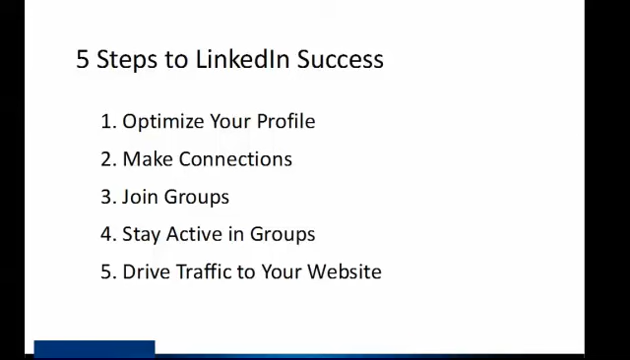 5 Steps to LinkedIn Success
1. Optimize Your Profile
2. Make Connections
3. Join Groups
4. Stay Active in Groups
5. Drive Traffic to Your Website